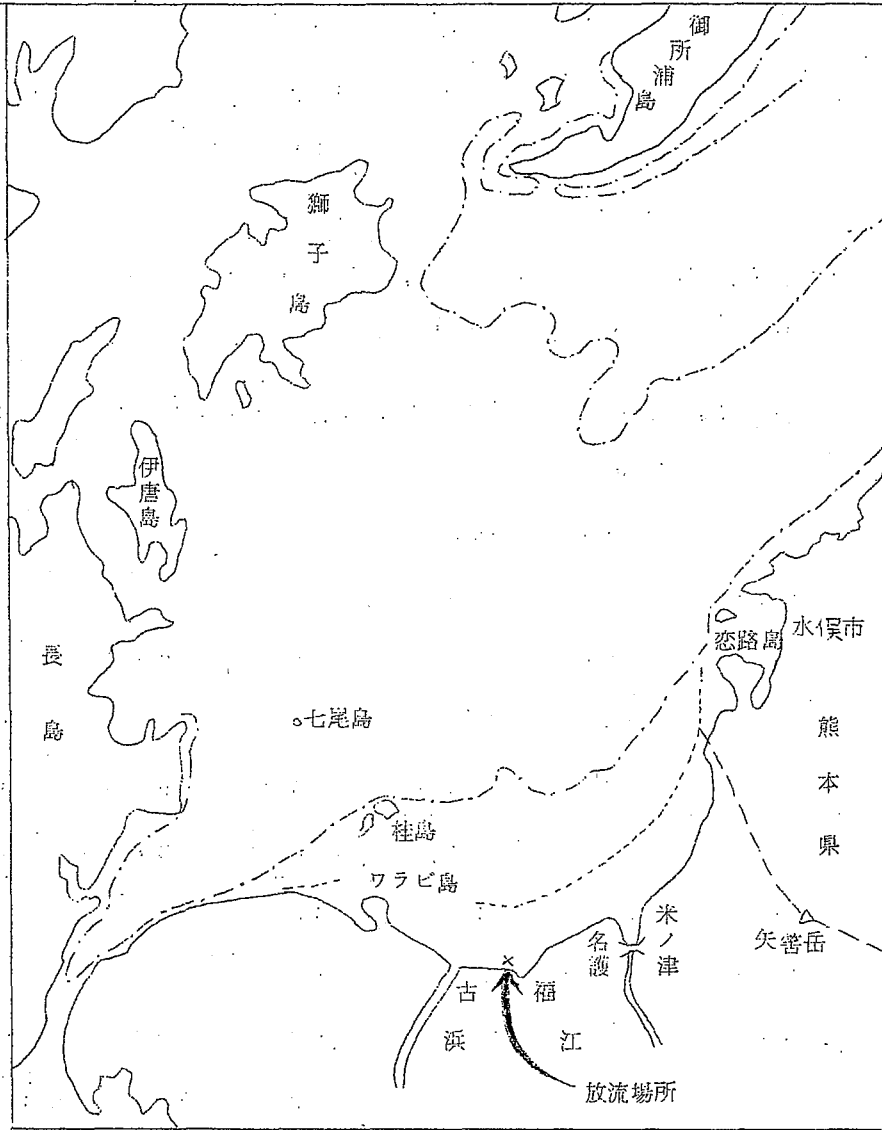 御所浦島
獅子島
伊唐島
長島
水俣市
恋路島
七尾島
熊本県
桂島
ワラビ島
米ノ津
名護
矢筈岳
古浜
福江
放流場所